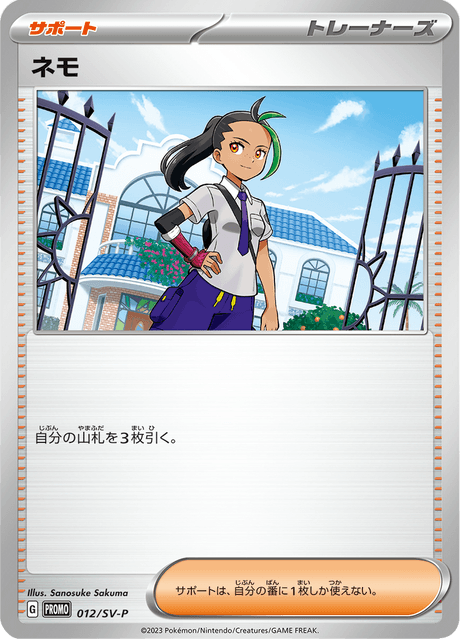 サポート
トレーナーズ
ネモ
自分の山札を3枚引く。
サポートは、自分の番に1枚しか使えない。
Illus. Sanosuke Sakuma
G PROMO 012/SV-P
©2023 Pokémon/Nintendo/Creatures/GAME FREAK.